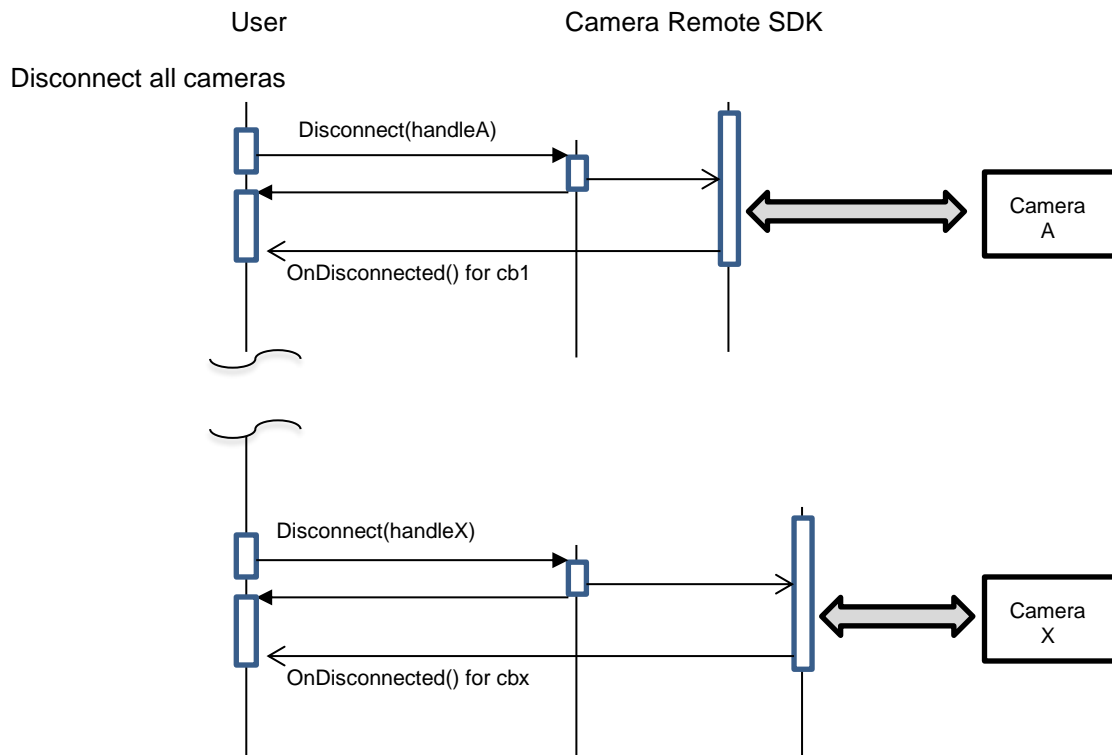 User
Camera Remote SDK
Disconnect all cameras
Disconnect(handleA)
Camera
A
OnDisconnected() for cb1
Disconnect(handleX)
Camera
X
OnDisconnected() for cbx